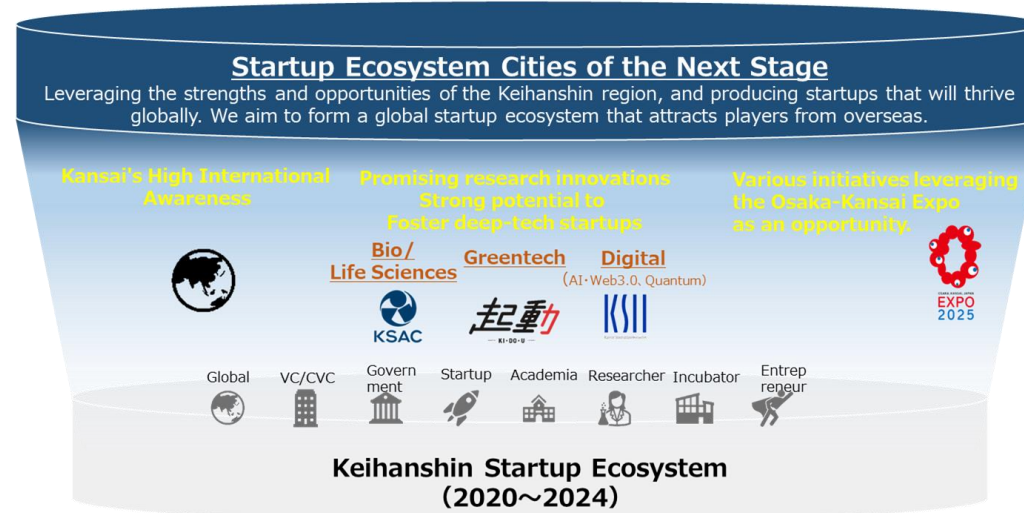 Startup Ecosystem Cities of the Next Stage
Leveraging the strengths and opportunities of the Keihanshin region, and producing startups that will thrive
globally. We aim to form a global startup ecosystem that attracts players from overseas.
Kansai's High International
Awareness
Promising research innovations
Strong potential to
Foster deep-tech startups
Various initiatives leveraging
the Osaka-Kansai Expo
as an opportunity.
Bio/
Life Sciences
Greentech
Digital
(AI・Web3.0、Quantum)
KSAC
起動
KI-DO-U
KSII
OSAKA, KANSAI, JAPAN
EXPO
2025
Global
VC/CVC
Govern
ment
Startup
Academia
Researcher
Incubator
Entrep
reneur
Keihanshin Startup Ecosystem
(2020～2024)